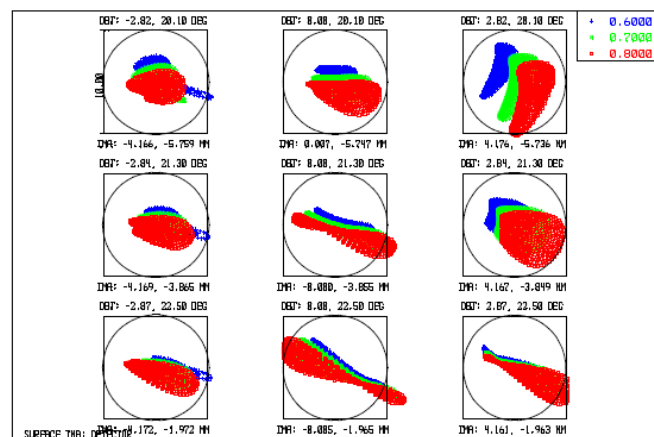 OBJ: -2.82, 20.10 DEG
OBJ: 0.00, 20.10 DEG
OBJ: 2.82, 20.10 DEG
0.6000
0.7000
0.8000
10.00
IMA: -4.166, -5.759 MM
IMA: 0.007, -5.747 MM
IMA: 4.176, -5.736 MM
OBJ: -2.84, 21.30 DEG
OBJ: 0.00, 21.30 DEG
OBJ: 2.84, 21.30 DEG
IMA: -4.169, -3.865 MM
IMA: -0.000, -3.855 MM
IMA: 4.167, -3.849 MM
OBJ: -2.87, 22.50 DEG
OBJ: 0.00, 22.50 DEG
OBJ: 2.87, 22.50 DEG
SURFACE IMA: DETECTOR
IMA: -4.172, -1.972 MM
IMA: -0.005, -1.965 MM
IMA: 4.161, -1.963 MM